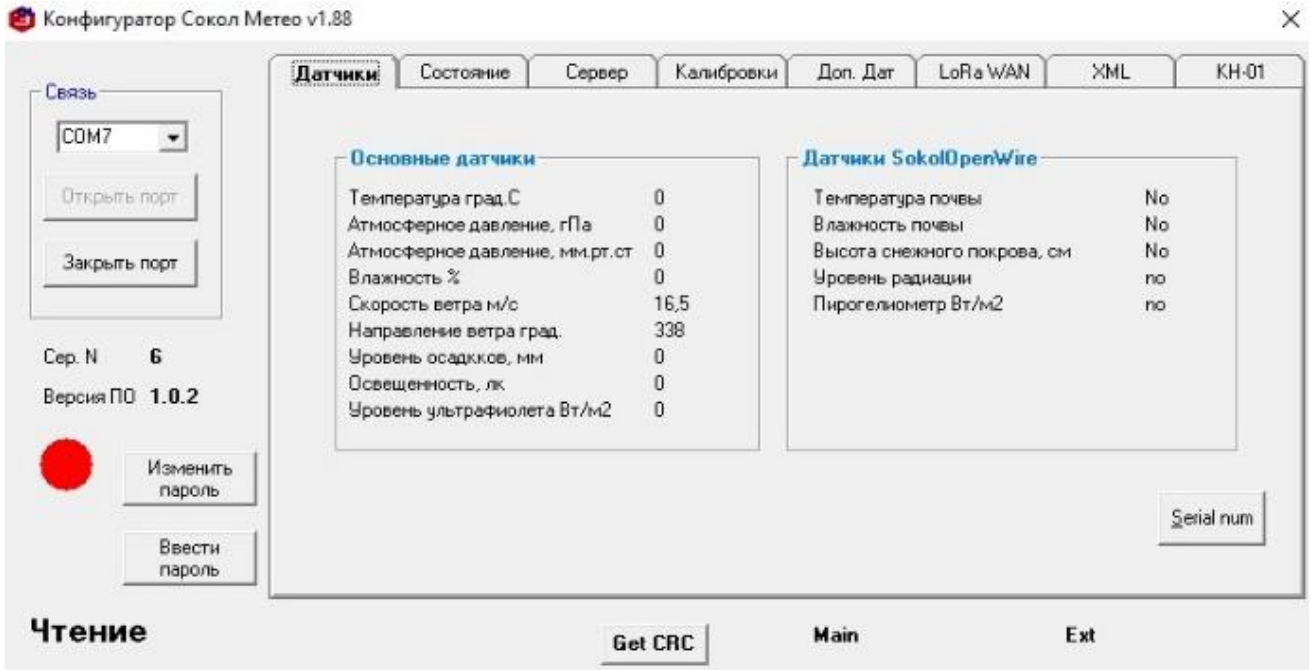 Конфигуратор Сокол Метео v1.88
Датчики Состояние Сервер Калибровки Доп. Дат LoRa WAN XML КН-01
Связь
COM7
Открыть порт
Закрыть порт
Сер. N 6
Версия ПО 1.0.2
Изменить
пароль
Ввести
пароль
Основные датчики
Температура град.С 0
Атмосферное давление, гПа 0
Атмосферное давление, мм.рт.ст 0
Влажность % 0
Скорость ветра м/с 16,5
Направление ветра град. 338
Уровень осадкков, мм 0
Освещенность, лк 0
Уровень ультрафиолета Вт/м2 0
Датчики SokolOpenWire
Температура почвы No
Влажность почвы No
Высота снежного покрова, см No
Уровень радиации no
Пирогелиометр Вт/м2 no
Serial num
Чтение
Get CRC
Main
Ext